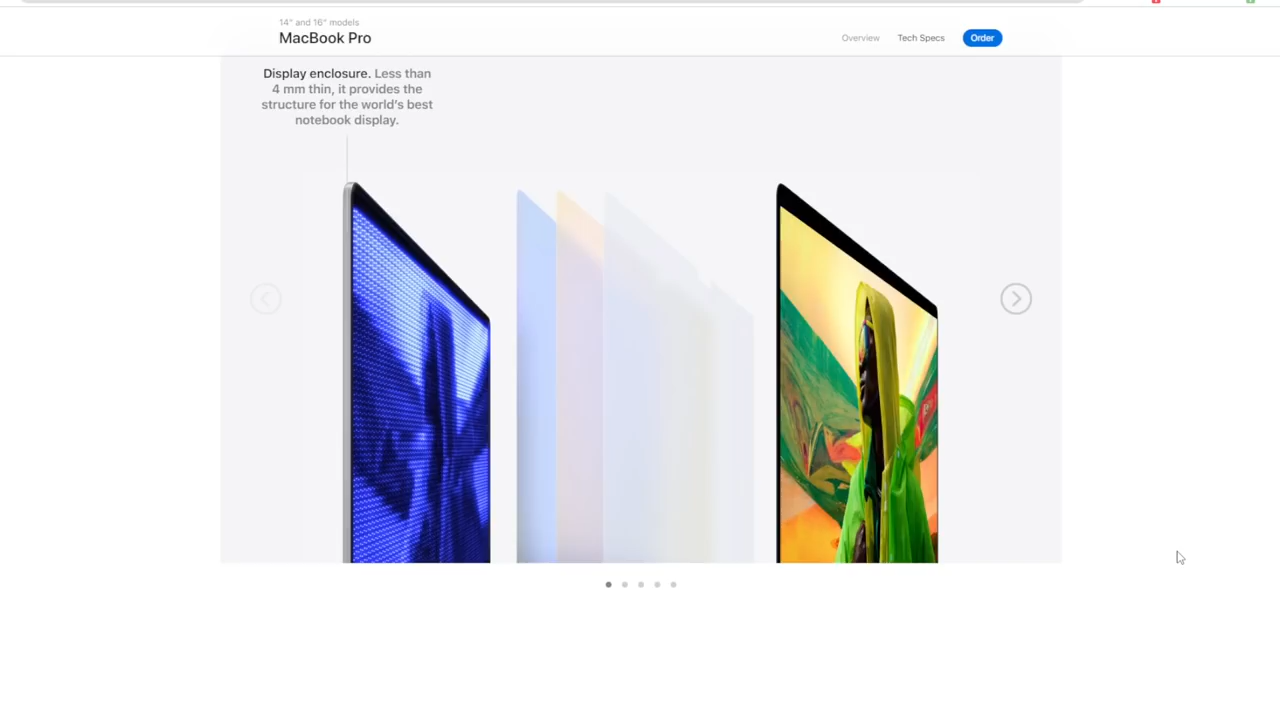 14" and 16" models
MacBook Pro
Overview
Tech Specs
Order
Display enclosure. Less than
4 mm thin, it provides the
structure for the world's best
notebook display.